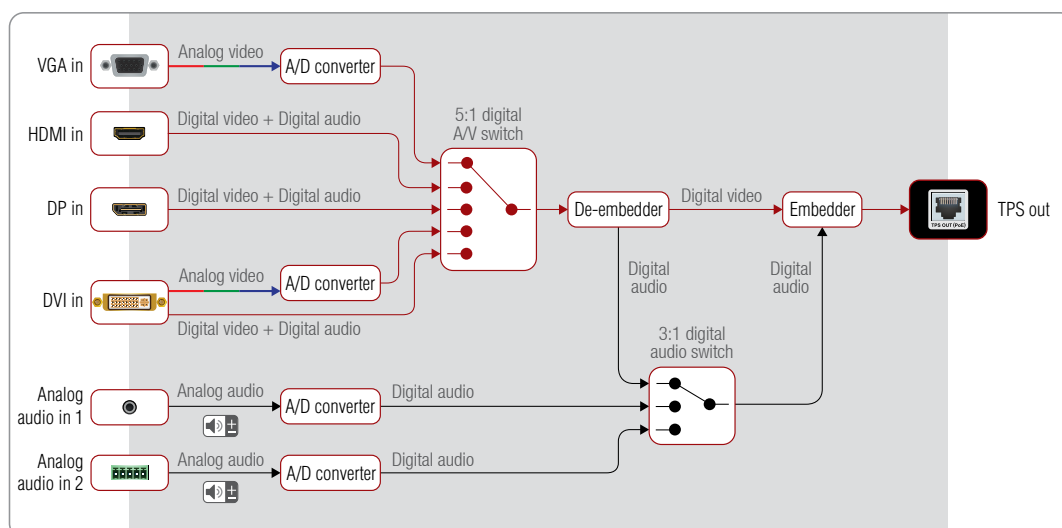 VGA in
Analog video
A/D converter
HDMI in
Digital video + Digital audio
5:1 digital
A/V switch
DP in
Digital video + Digital audio
De-embedder
Digital video
Embedder
TPS OUT (PoE)
TPS out
DVI in
Analog video
A/D converter
Digital video + Digital audio
Digital
audio
Digital
audio
3:1 digital
audio switch
Analog
audio in 1
Analog audio
A/D converter
Digital audio
Analog
audio in 2
Analog audio
A/D converter
Digital audio